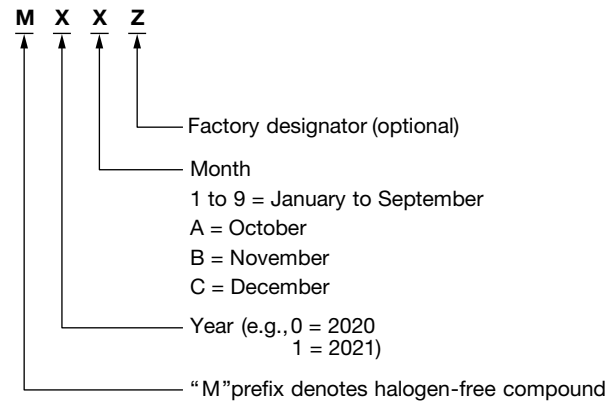 M X X Z
Factory designator (optional)
Month
1 to 9 = January to September
A = October
B = November
C = December
Year (e.g.,0 = 2020
1 = 2021)
“M”prefix denotes halogen-free compound